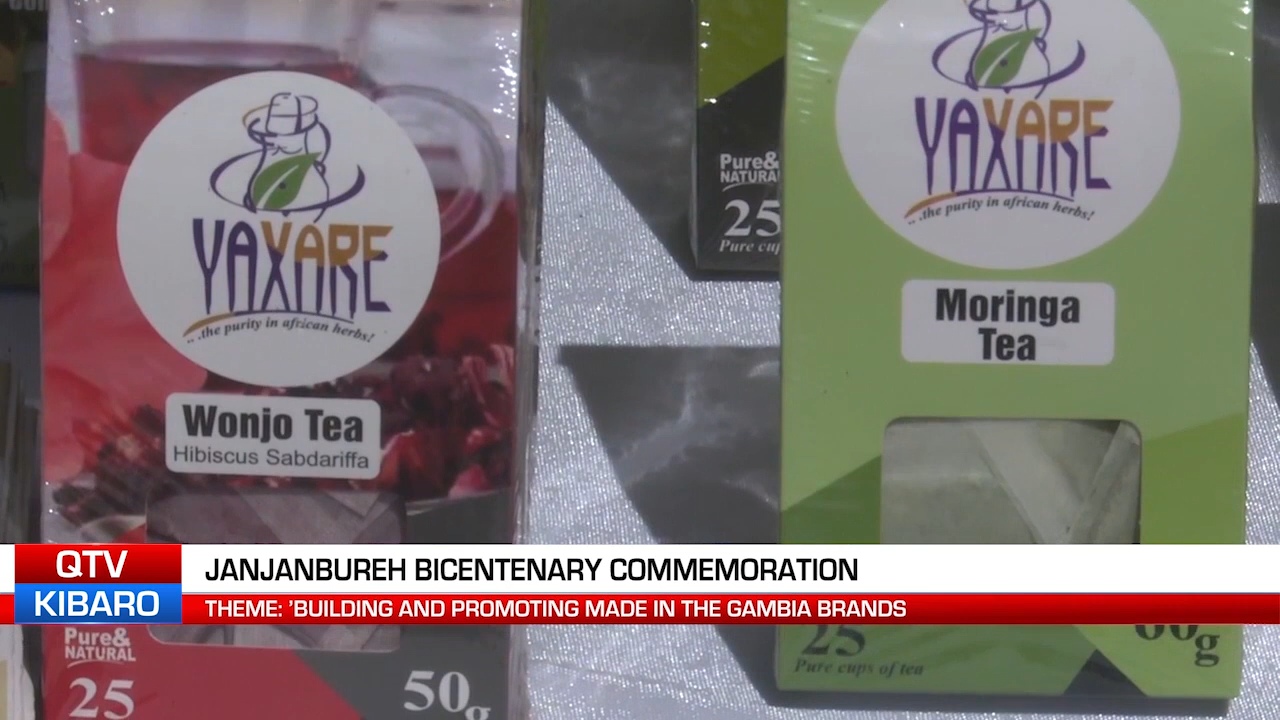 YAXARE
...the purity in african herbs!
Wonjo Tea
Hibiscus Sabdariffa
Pure&
NATURAL
25
50g
Pure&
NATURAL
25
Pure
YAXARE
...the purity in african herbs!
Moringa
Tea
25
Pure cups of tea
g
QTV
KIBARO
JANJANBUREH BICENTENARY COMMEMORATION
THEME: 'BUILDING AND PROMOTING MADE IN THE GAMBIA BRANDS